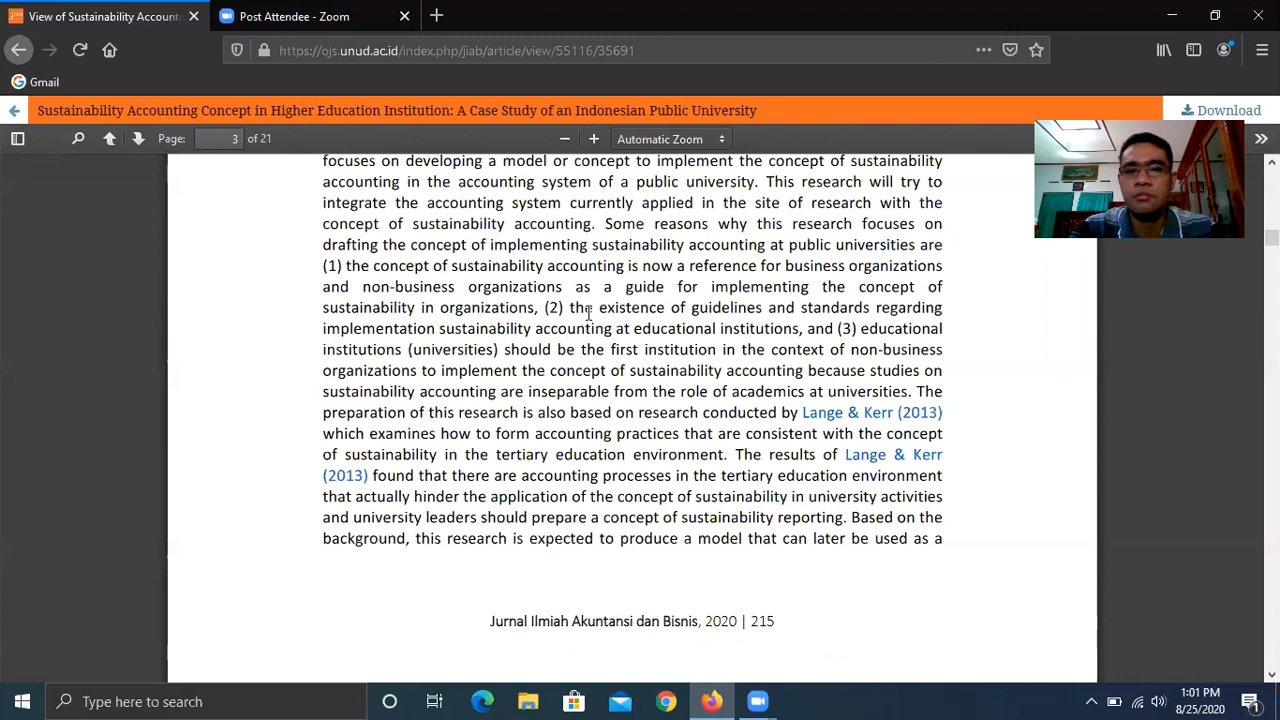 View of Sustainability Account
Post Attendee - Zoom
https://ojs.unud.ac.id/index.php/jiab/article/view/55116/35691
Gmail
Sustainability Accounting Concept in Higher Education Institution: A Case Study of an Indonesian Public University
Download
Page:
3
of 21
Automatic Zoom
focuses on developing a model or concept to implement the concept of sustainability
accounting in the accounting system of a public university. This research will try to
integrate the accounting system currently applied in the site of research with the
concept of sustainability accounting. Some reasons why this research focuses on
drafting the concept of implementing sustainability accounting at public universities are
(1) the concept of sustainability accounting is now a reference for business organizations
and non-business organizations as a guide for implementing the concept of
sustainability in organizations, (2) the existence of guidelines and standards regarding
implementation sustainability accounting at educational institutions, and (3) educational
institutions (universities) should be the first institution in the context of non-business
organizations to implement the concept of sustainability accounting because studies on
sustainability accounting are inseparable from the role of academics at universities. The
preparation of this research is also based on research conducted by Lange & Kerr (2013)
which examines how to form accounting practices that are consistent with the concept
of sustainability in the tertiary education environment. The results of Lange & Kerr
(2013) found that there are accounting processes in the tertiary education environment
that actually hinder the application of the concept of sustainability in university activities
and university leaders should prepare a concept of sustainability reporting. Based on the
background, this research is expected to produce a model that can later be used as a
Jurnal Ilmiah Akuntansi dan Bisnis, 2020 | 215
Type here to search
1:01 PM
8/25/2020
1